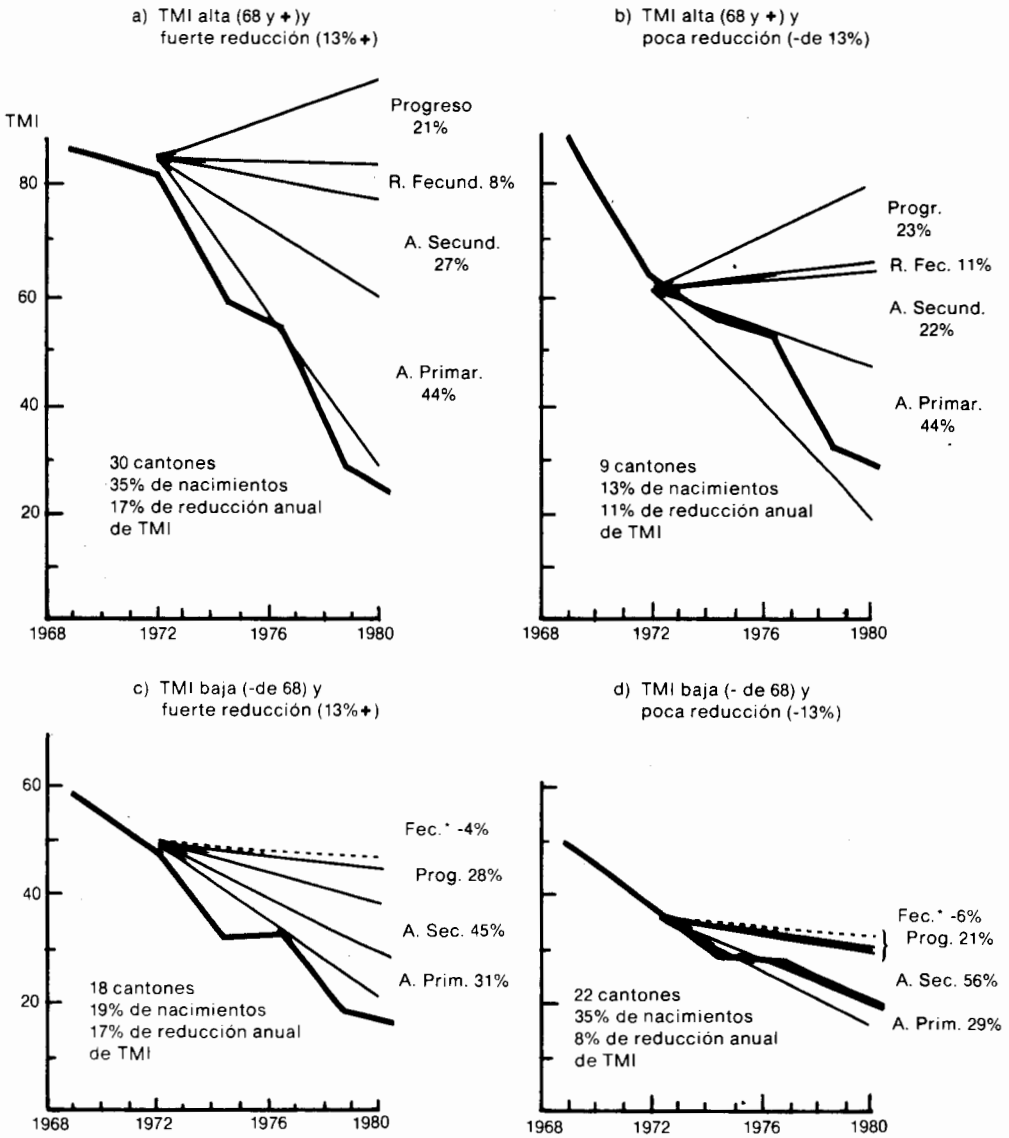 a) TMI alta (68 y +)y
fuerte reducción (13%+)
TMI
80
60
40
20
Progreso
21%
R. Fecund. 8%
A. Secund.
27%
A. Primar.
44%
30 cantones
35% de nacimientos
17% de reducción anual
de TMI
1968 1972 1976 1980
b) TMI alta (68 y +) y
poca reducción (-de 13%)
80
60
40
20
Progr.
23%
R. Fec. 11%
A. Secund.
22%
A. Primar.
44%
9 cantones
13% de nacimientos
11% de reducción anual
de TMI
1968 1972 1976 1980
c) TMI baja (-de 68) y
fuerte reducción (13%+)
60
40
20
Fec.* -4%
Prog. 28%
A. Sec. 45%
A. Prim. 31%
18 cantones
19% de nacimientos
17% de reducción anual
de TMI
1968 1972 1976 1980
d) TMI baja (- de 68) y
poca reducción (-13%)
Fec.* -6%
Prog. 21%
A. Sec. 56%
A. Prim. 29%
22 cantones
35% de nacimientos
8% de reducción anual
de TMI
1968 1972 1976 1980